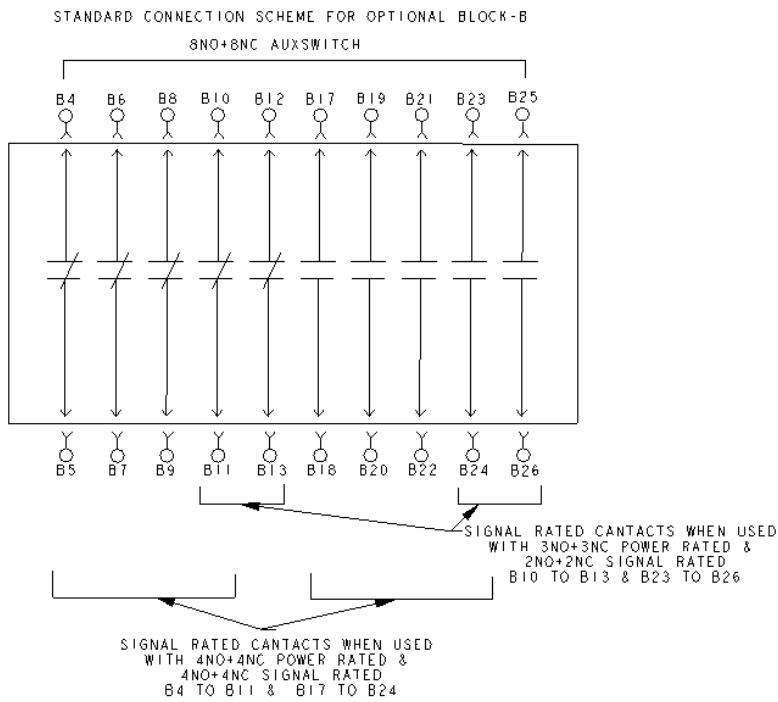 STANDARD CONNECTION SCHEME FOR OPTIONAL BLOCK-B
8NO+8NC AUXSWITCH
B4 B6 B8 B10 B12 B17 B19 B21 B23 B25
B5 B7 B9 B11 B13 B18 B20 B22 B24 B26
SIGNAL RATED CANTACTS WHEN USED
WITH 3NO+3NC POWER RATED &
2NO+2NC SIGNAL RATED
B10 TO B13 & B23 TO B26
SIGNAL RATED CANTACTS WHEN USED
WITH 4NO+4NC POWER RATED &
4NO+4NC SIGNAL RATED
B4 TO B11 & B17 TO B24